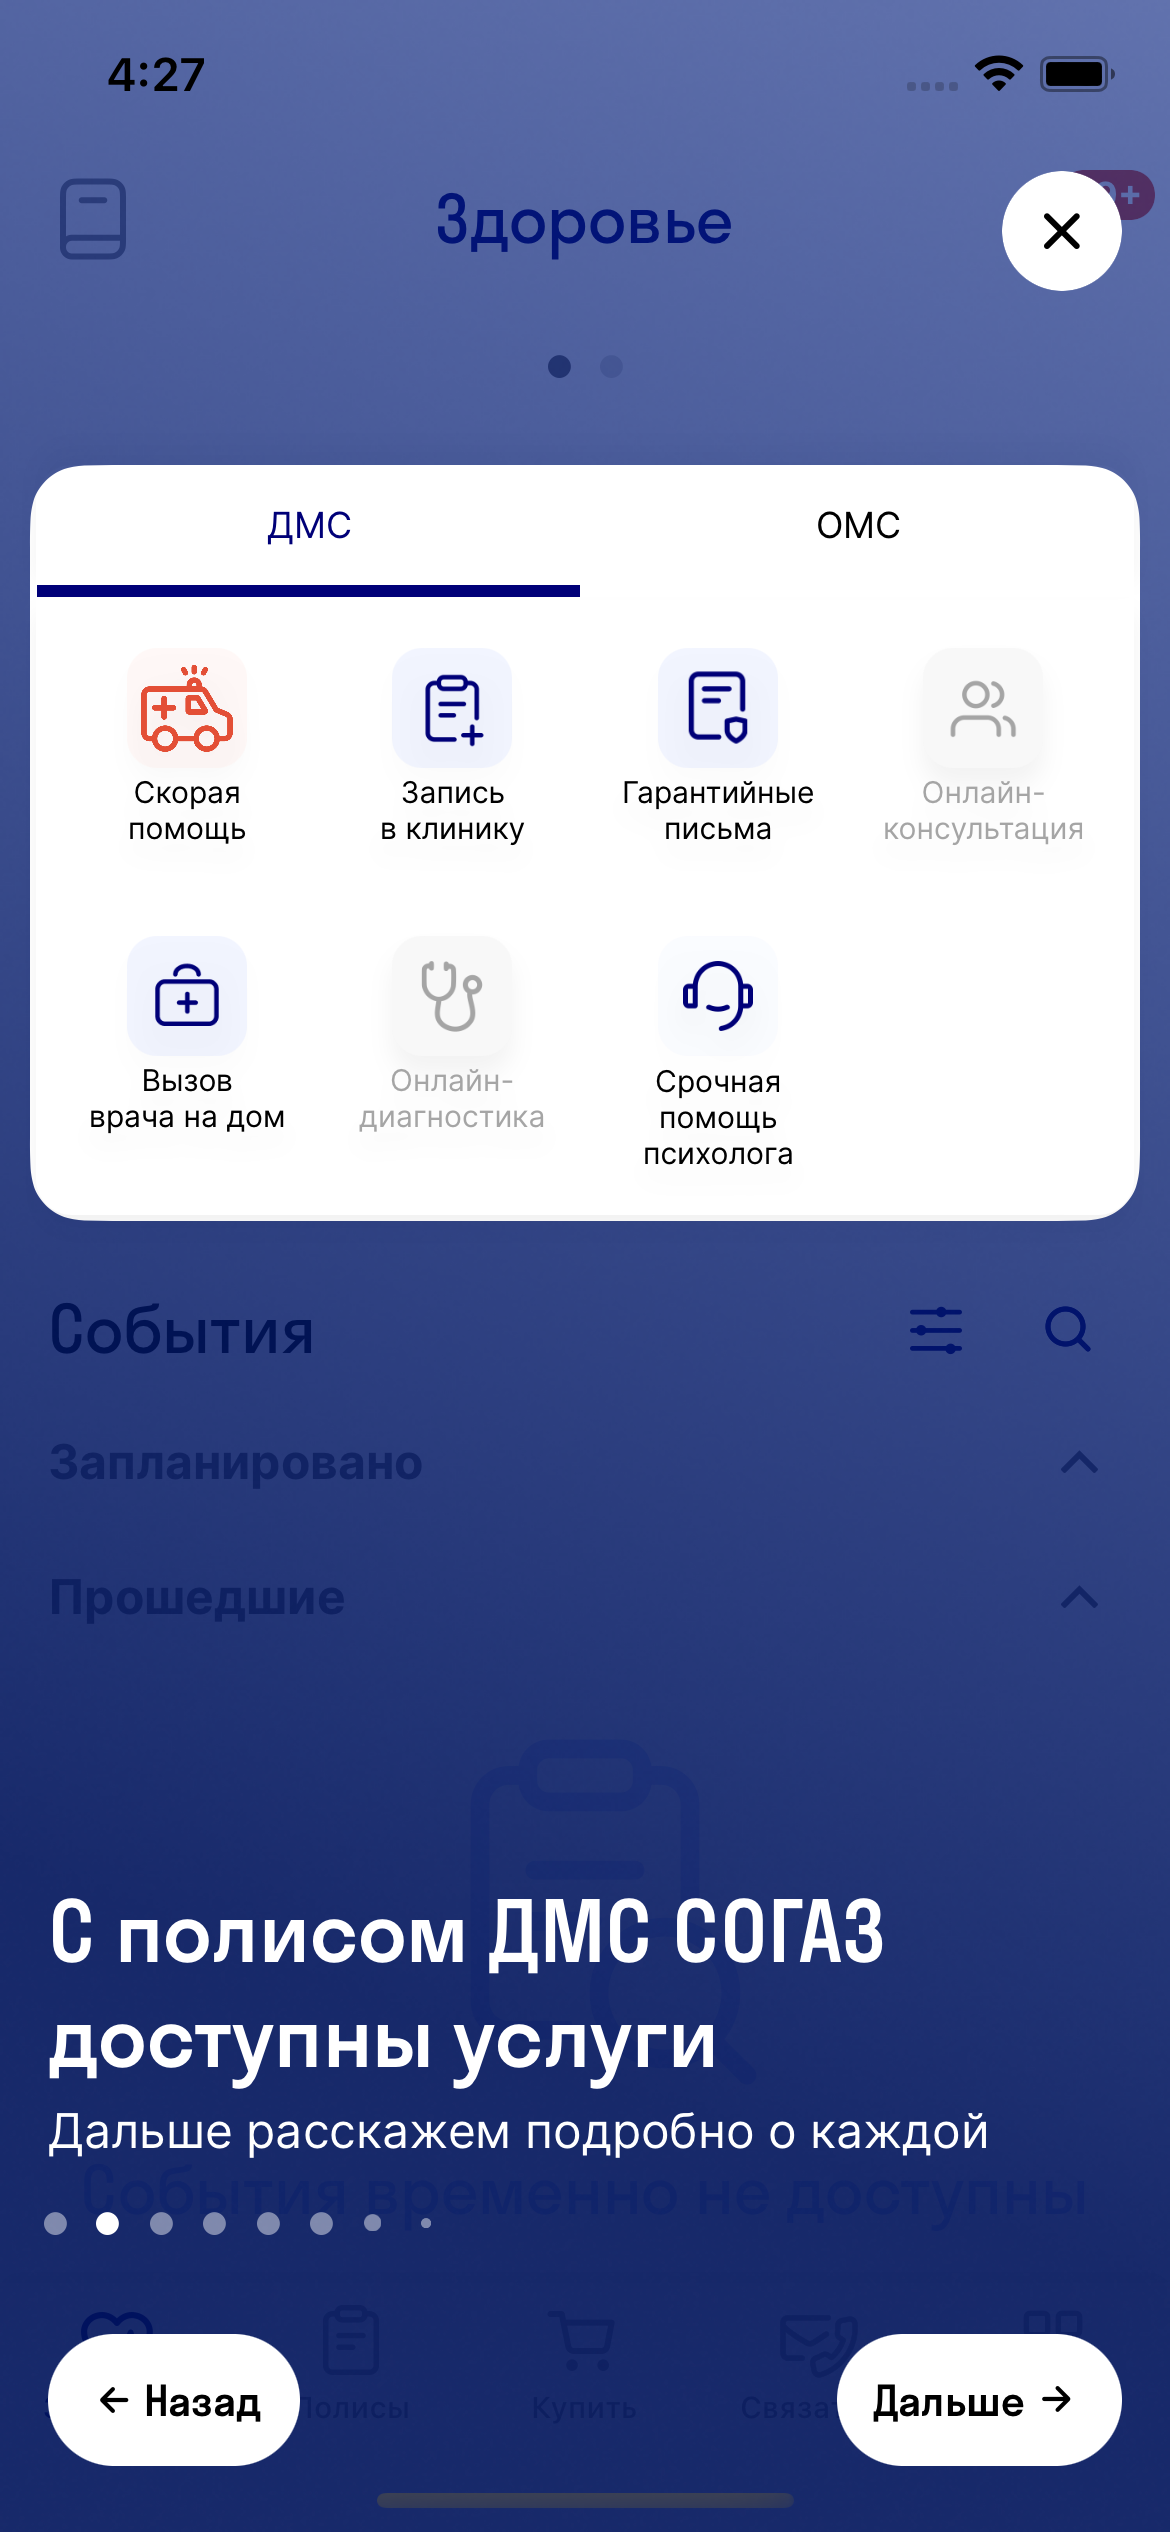 4:27
Здоровье
9+
ДМС
ОМС
Скорая
помощь
Запись
в клинику
Гарантийные
письма
Онлайн-
консультация
Вызов
врача на дом
Онлайн-
диагностика
Срочная
помощь
психолога
События
Запланировано
Прошедшие
С полисом ДМС СОГАЗ
доступны услуги
Дальше расскажем подробно о каждой
События временно не доступны
Купить
← Назад
Дальше →